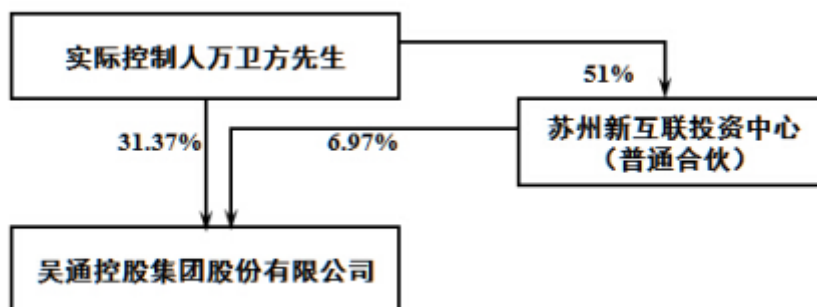 实际控制人万卫方先生
51%
31.37%
6.97%
苏州新互联投资中心
（普通合伙）
吴通控股集团股份有限公司